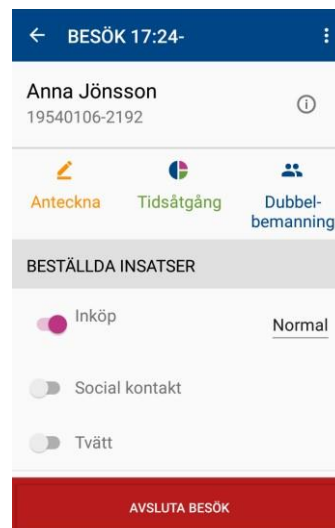 BESÖK 17:24-
Anna Jönsson
19540106-2192
Anteckna
Tidsåtgång
Dubbel-
bemanning
BESTÄLLDA INSATSER
Inköp
Normal
Social kontakt
Tvätt
AVSLUTA BESÖK